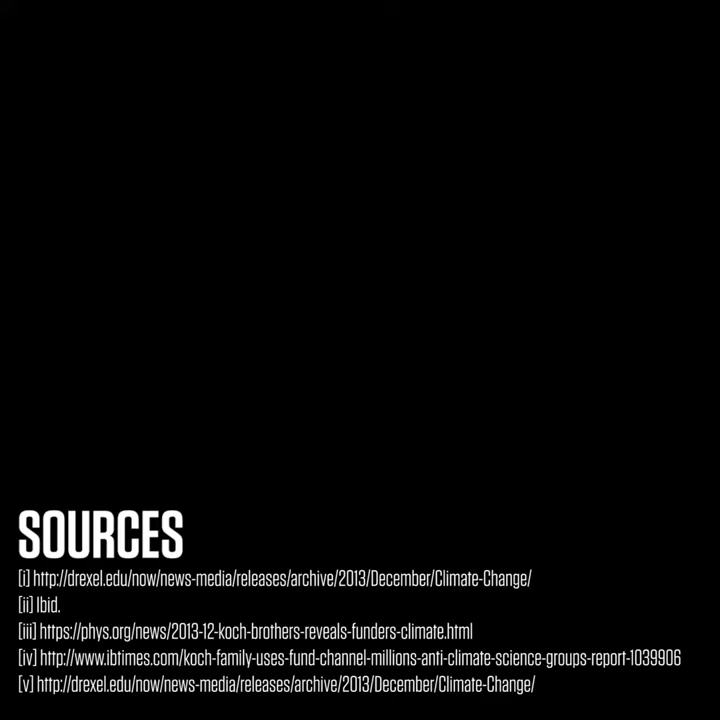 SOURCES
[i] http://drexel.edu/now/news-media/releases/archive/2013/December/Climate-Change/
[ii] Ibid.
[iii] https://phys.org/news/2013-12-koch-brothers-reveals-funders-climate.html
[iv] http://www.ibtimes.com/koch-family-uses-fund-channel-millions-anti-climate-science-groups-report-1039906
[v] http://drexel.edu/now/news-media/releases/archive/2013/December/Climate-Change/